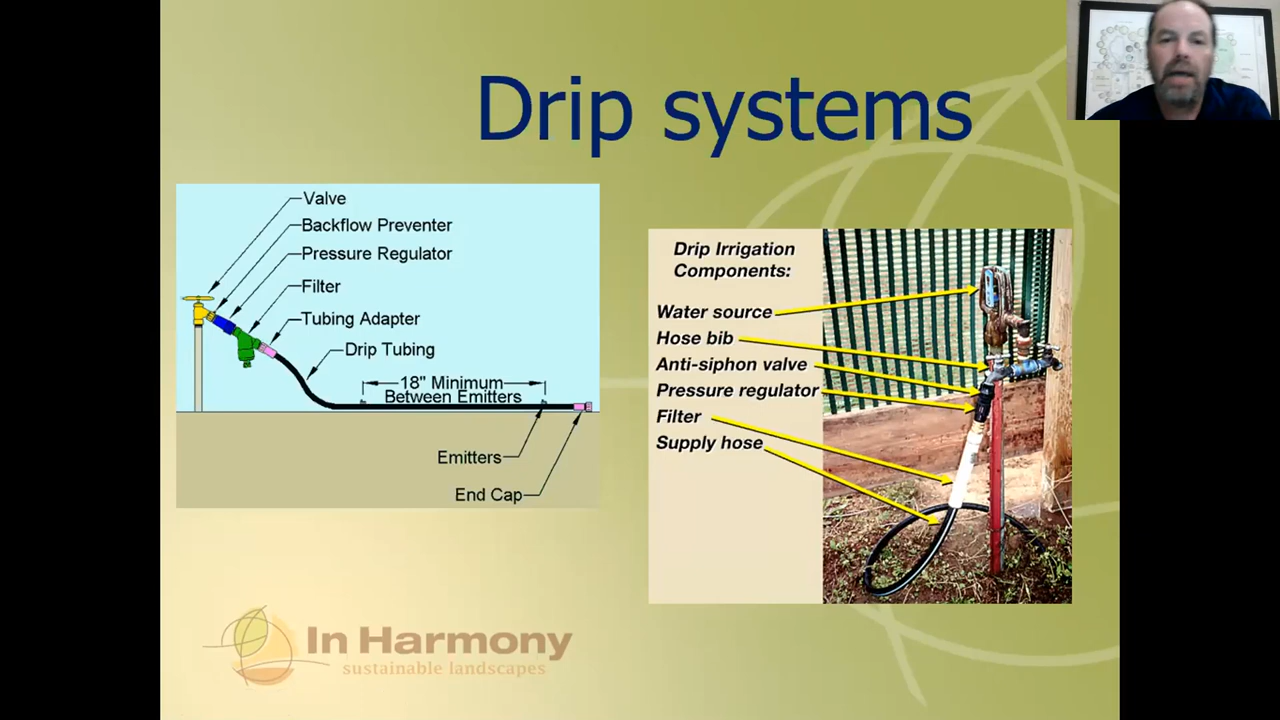 Drip systems
Valve
Backflow Preventer
Pressure Regulator
Filter
Tubing Adapter
Drip Tubing
18" Minimum
Between Emitters
Emitters
End Cap
Drip Irrigation
Components:
Water source
Hose bib
Anti-siphon valve
Pressure regulator
Filter
Supply hose
In Harmony
sustainable landscapes